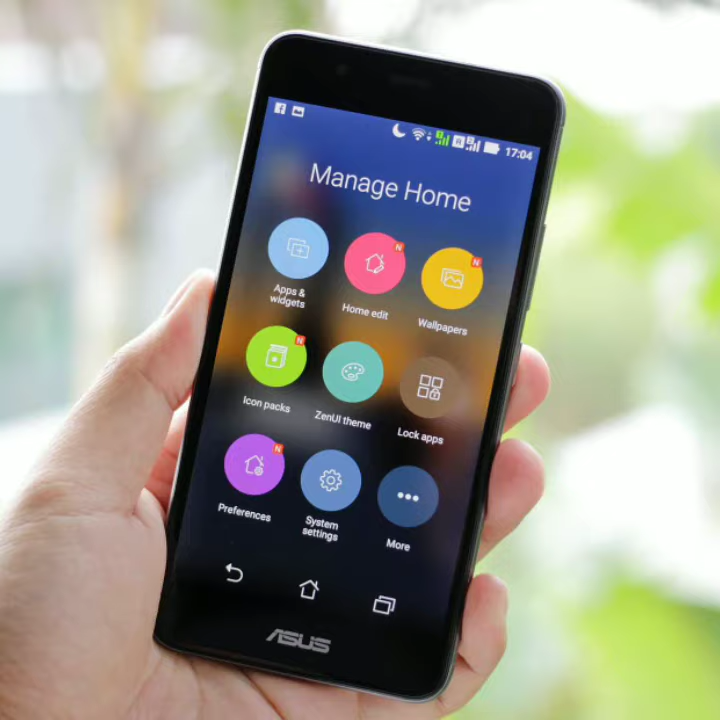 17:04
Manage Home
Apps &
widgets
Home edit
Wallpapers
Icon packs
ZenUI theme
Lock apps
Preferences
System
settings
More
ASUS